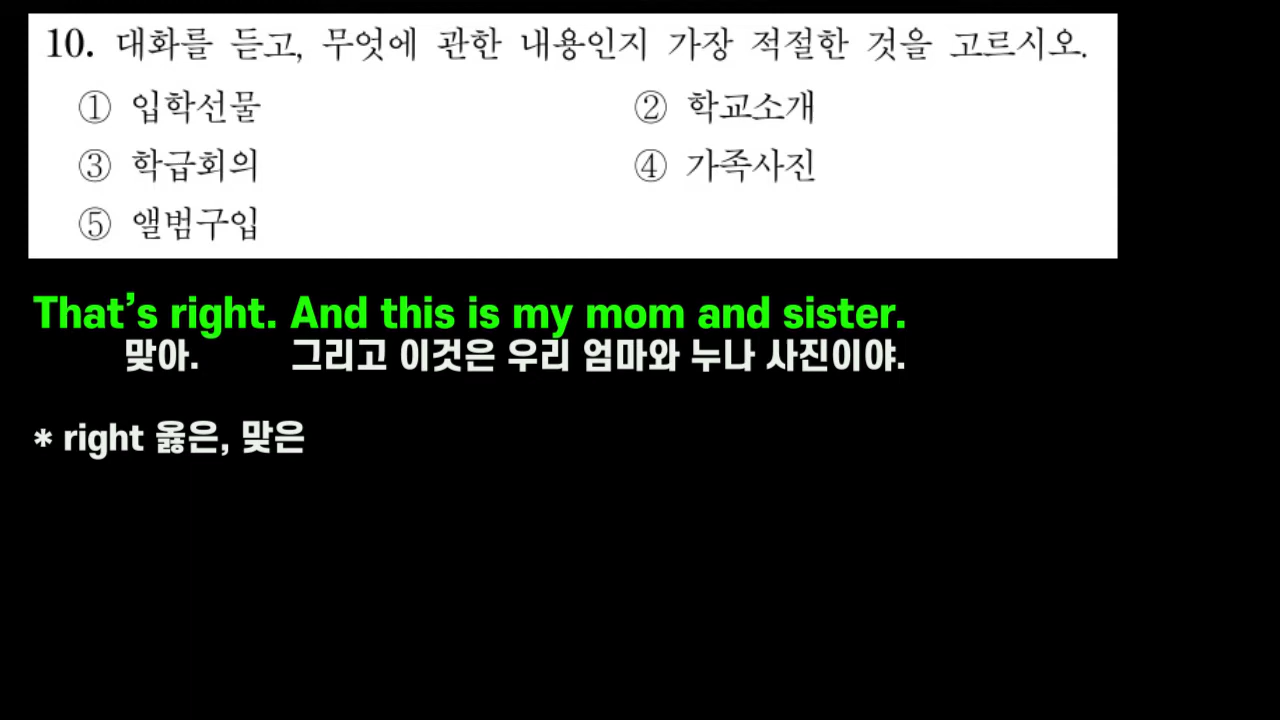 10. 대화를 듣고, 무엇에 관한 내용인지 가장 적절한 것을 고르시오.
① 입학선물 ② 학교소개
③ 학급회의 ④ 가족사진
⑤ 앨범구입
That’s right. And this is my mom and sister.
맞아. 그리고 이것은 우리 엄마와 누나 사진이야.
* right 옳은, 맞은